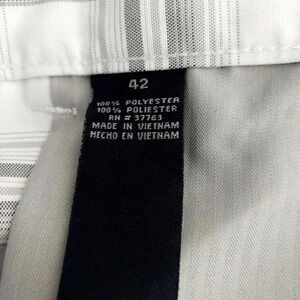 42
100% POLYESTER
100% POLIESTER
RN # 37763
MADE IN VIETNAM
HECHO EN VIETNAM